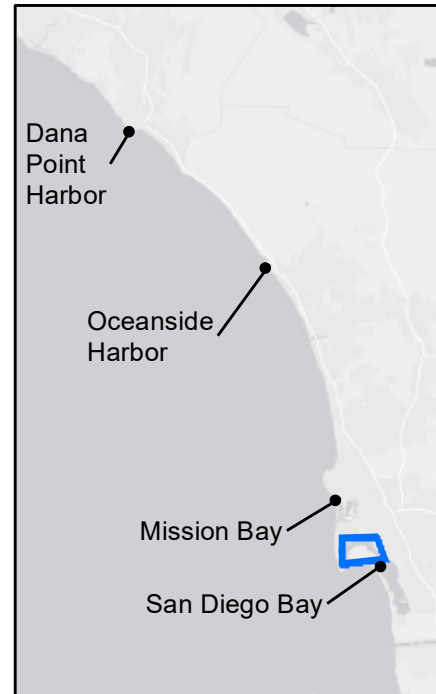 Dana
Point
Harbor
Oceanside
Harbor
Mission Bay
San Diego Bay